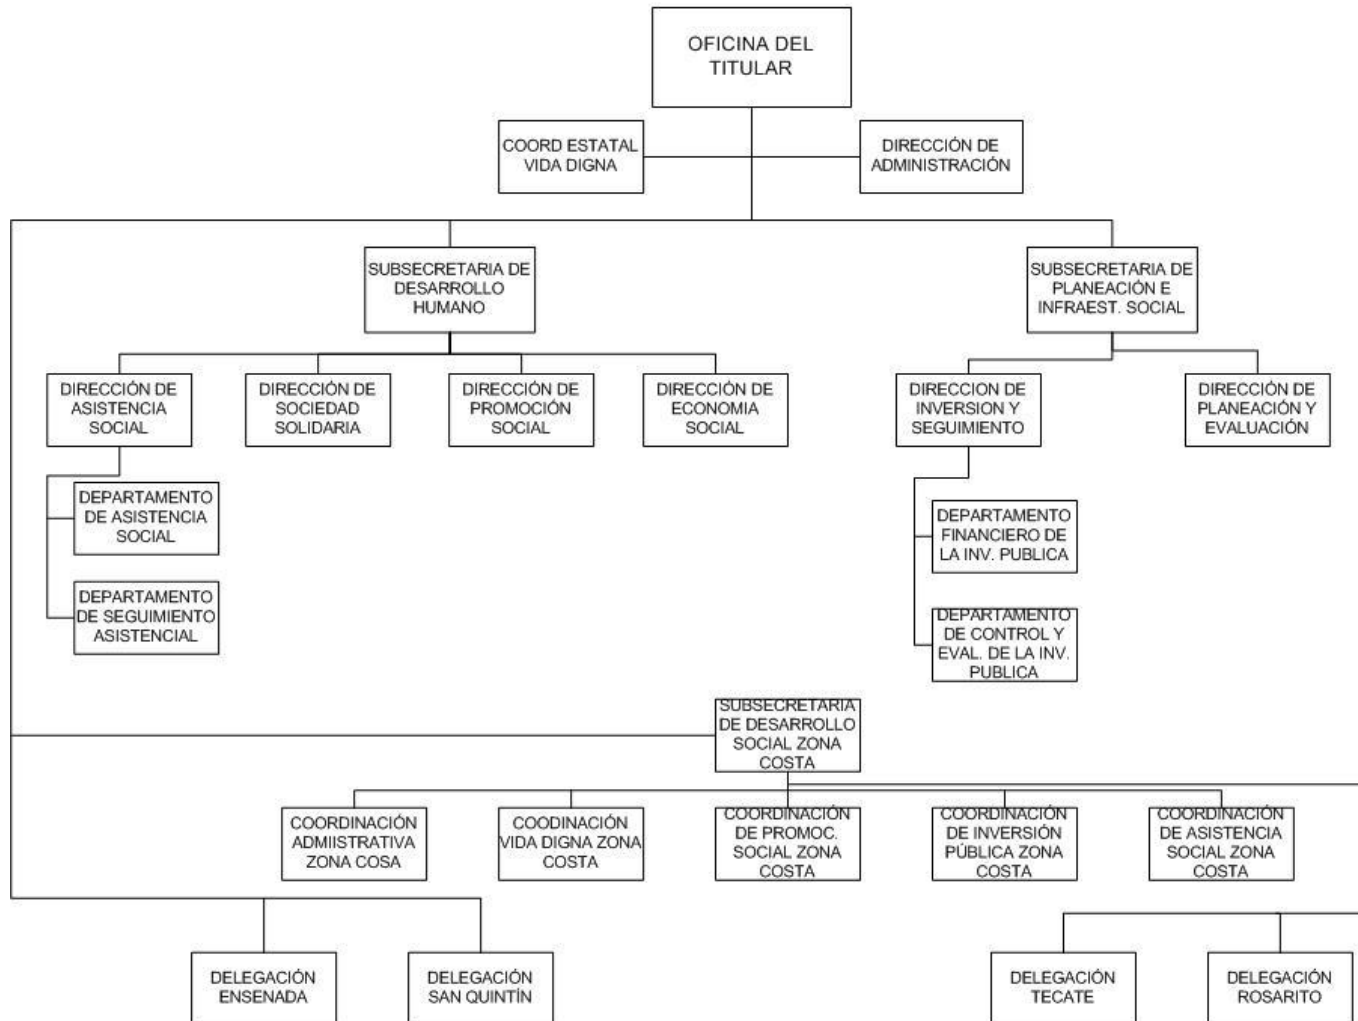 OFICINA DEL
TITULAR
COORD ESTATAL
VIDA DIGNA
DIRECCIÓN DE
ADMINISTRACIÓN
SUBSECRETARIA DE
DESARROLLO
HUMANO
SUBSECRETARIA DE
PLANEACIÓN E
INFRAEST. SOCIAL
DIRECCIÓN DE
ASISTENCIA
SOCIAL
DIRECCIÓN DE
SOCIEDAD
SOLIDARIA
DIRECCIÓN DE
PROMOCIÓN
SOCIAL
DIRECCIÓN DE
ECONOMIA
SOCIAL
DIRECCION DE
INVERSION Y
SEGUIMIENTO
DIRECCIÓN DE
PLANEACIÓN Y
EVALUACIÓN
DEPARTAMENTO
DE ASISTENCIA
SOCIAL
DEPARTAMENTO
FINANCIERO DE
LA INV. PUBLICA
DEPARTAMENTO
DE SEGUIMIENTO
ASISTENCIAL
DEPARTAMENTO
DE CONTROL Y
EVAL. DE LA INV.
PUBLICA
SUBSECRETARIA
DE DESARROLLO
SOCIAL ZONA
COSTA
COORDINACIÓN
ADMIISTRATIVA
ZONA COSA
COODINACIÓN
VIDA DIGNA ZONA
COSTA
COORDINACIÓN
DE PROMOC.
SOCIAL ZONA
COSTA
COORDINACIÓN
DE INVERSIÓN
PÚBLICA ZONA
COSTA
COORDINACIÓN
DE ASISTENCIA
SOCIAL ZONA
COSTA
DELEGACIÓN
ENSENADA
DELEGACIÓN
SAN QUINTÍN
DELEGACIÓN
TECATE
DELEGACIÓN
ROSARITO